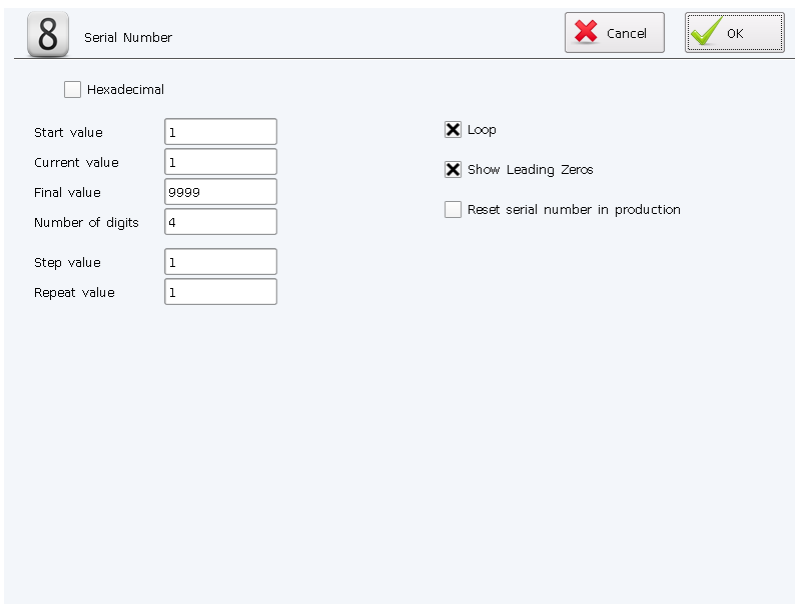 8 Serial Number Cancel OK
Hexadecimal
Start value 1
Current value 1
Final value 9999
Number of digits 4
Step value 1
Repeat value 1
Loop
Show Leading Zeros
Reset serial number in production